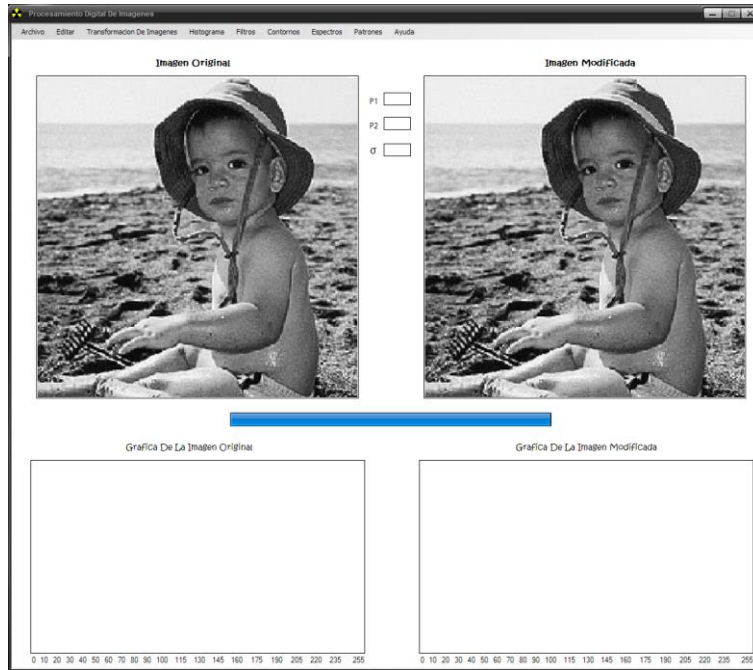 Procesamiento Digital De Imagenes
Archivo Editar Transformacion De Imagenes Histograma Filtros Contornos Espectros Patrones Ayuda
Imagen Original
Imagen Modificada
P1
P2
σ
Grafica De La Imagen Original
Grafica De La Imagen Modificada
0 10 20 30 40 50 60 70 80 90 100 115 130 145 160 175 190 205 220 235 255
0 10 20 30 40 50 60 70 80 90 100 115 130 145 160 175 190 205 220 235 255